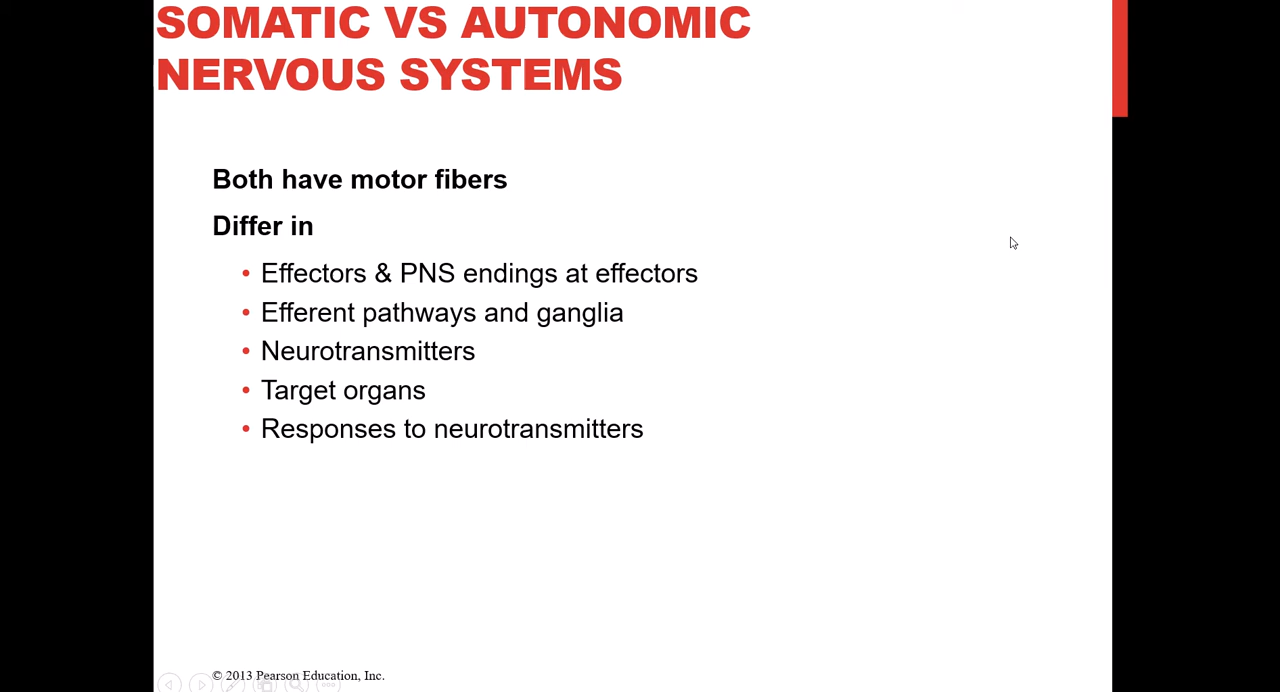 SOMATIC VS AUTONOMIC
NERVOUS SYSTEMS
Both have motor fibers
Differ in
• Effectors & PNS endings at effectors
• Efferent pathways and ganglia
• Neurotransmitters
• Target organs
• Responses to neurotransmitters
© 2013 Pearson Education, Inc.